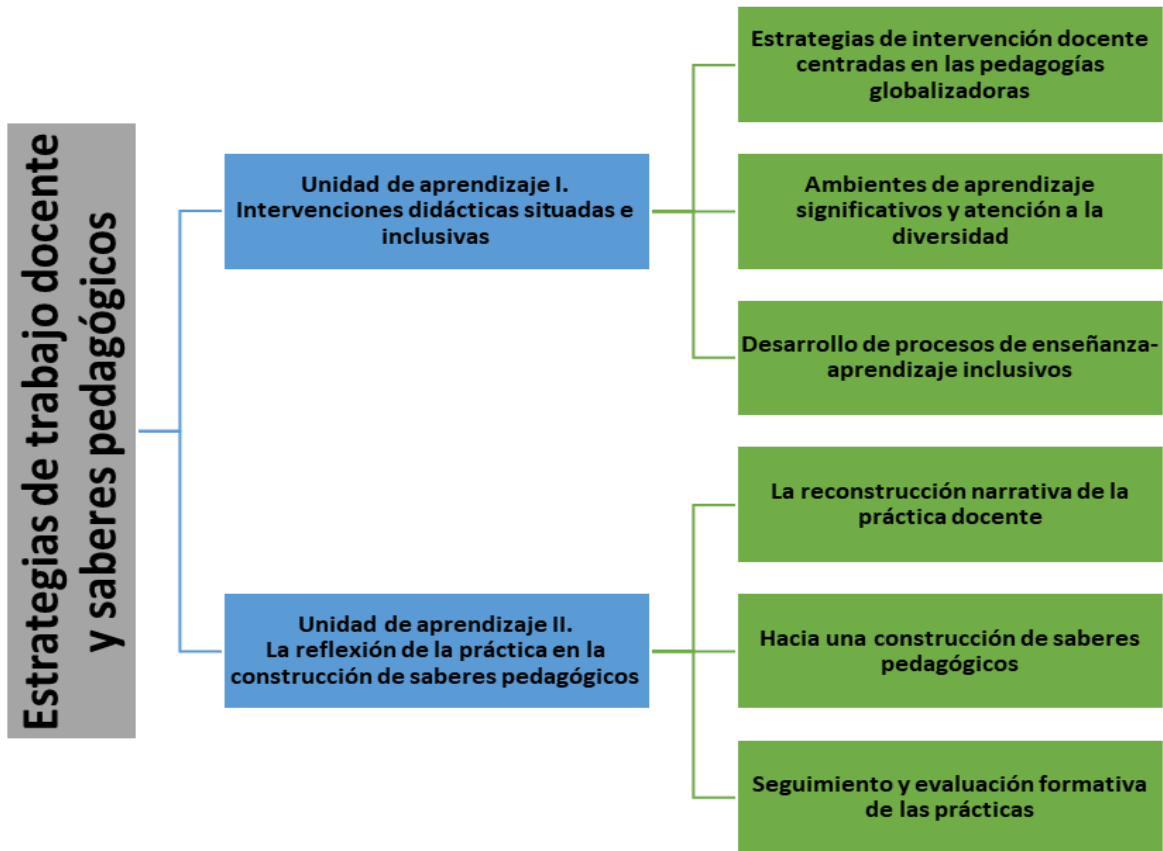 Estrategias de trabajo docente
y saberes pedagógicos
Unidad de aprendizaje I.
Intervenciones didácticas situadas e
inclusivas
Estrategias de intervención docente
centradas en las pedagogías
globalizadoras
Ambientes de aprendizaje
significativos y atención a la
diversidad
Desarrollo de procesos de enseñanza-
aprendizaje inclusivos
Unidad de aprendizaje II.
La reflexión de la práctica en la
construcción de saberes pedagógicos
La reconstrucción narrativa de la
práctica docente
Hacia una construcción de saberes
pedagógicos
Seguimiento y evaluación formativa
de las prácticas